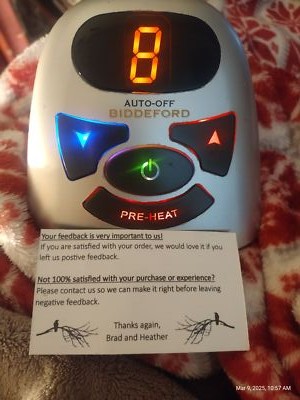 8
AUTO-OFF
BIDDEFORD
PRE-HEAT
Your feedback is very important to us!
If you are satisfied with your order, we would love it if you
left us postive feedback.
Not 100% satisfied with your purchase or experience?
Please contact us so we can make it right before leaving
negative feedback.
Thanks again,
Brad and Heather
Mar 9, 2025, 10:57 AM